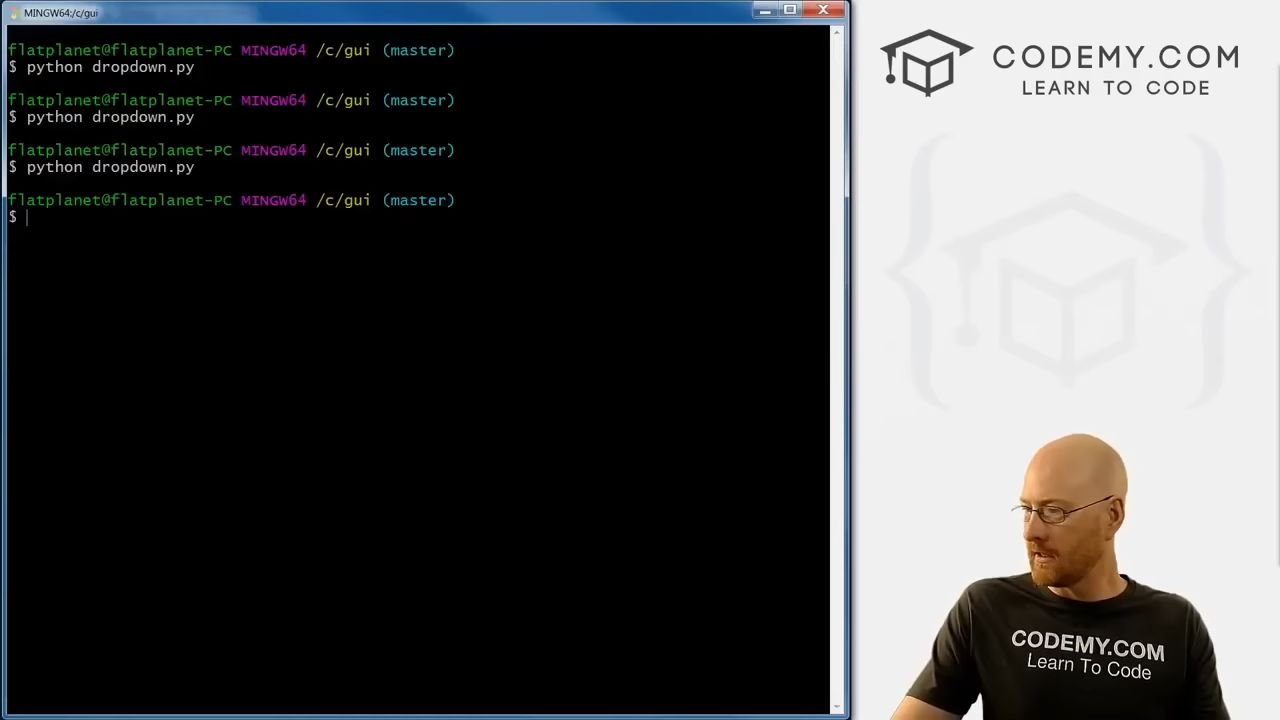 MINGW64:/c/gui
flatplanet@flatplanet-PC MINGW64 /c/gui (master)
$ python dropdown.py
flatplanet@flatplanet-PC MINGW64 /c/gui (master)
$ python dropdown.py
flatplanet@flatplanet-PC MINGW64 /c/gui (master)
$ python dropdown.py
flatplanet@flatplanet-PC MINGW64 /c/gui (master)
$
CODEMY.COM
LEARN TO CODE
CODEMY.COM
Learn To Code